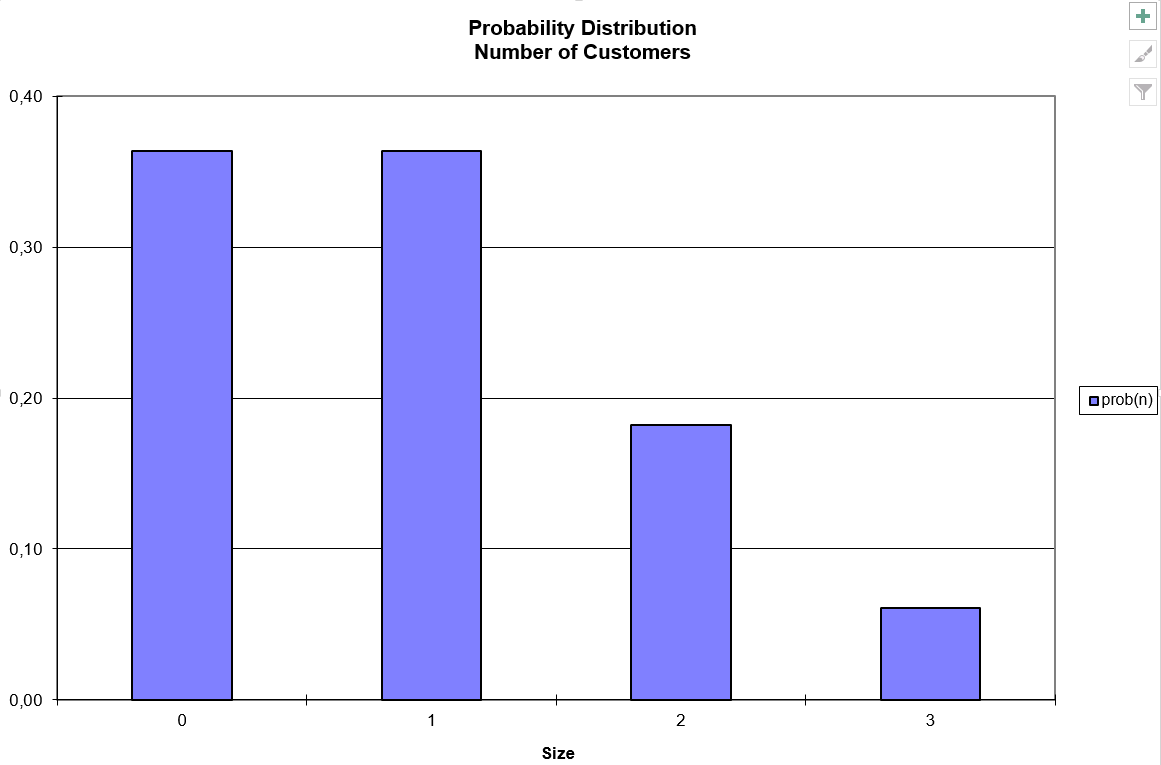 Probability Distribution
Number of Customers
0,40
0,30
0,20
0,10
0,00
0 1 2 3
Size
prob(n)